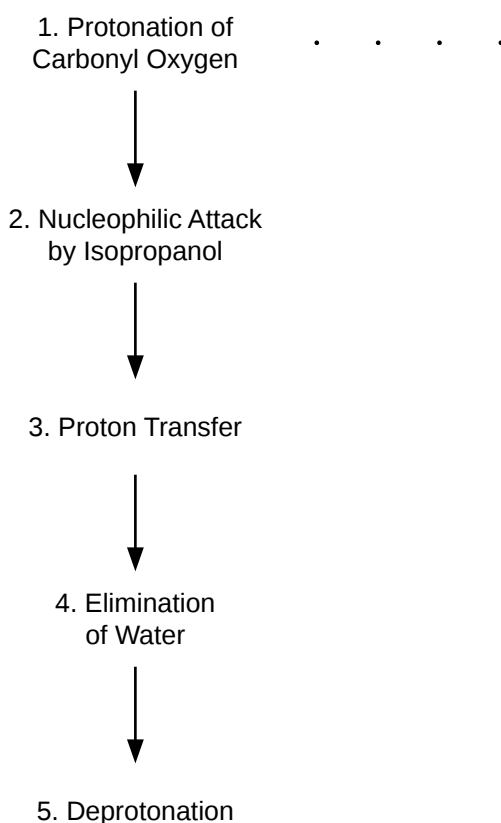 1. Protonation of
Carbonyl Oxygen
. . . .
2. Nucleophilic Attack
by Isopropanol
3. Proton Transfer
4. Elimination
of Water
5. Deprotonation